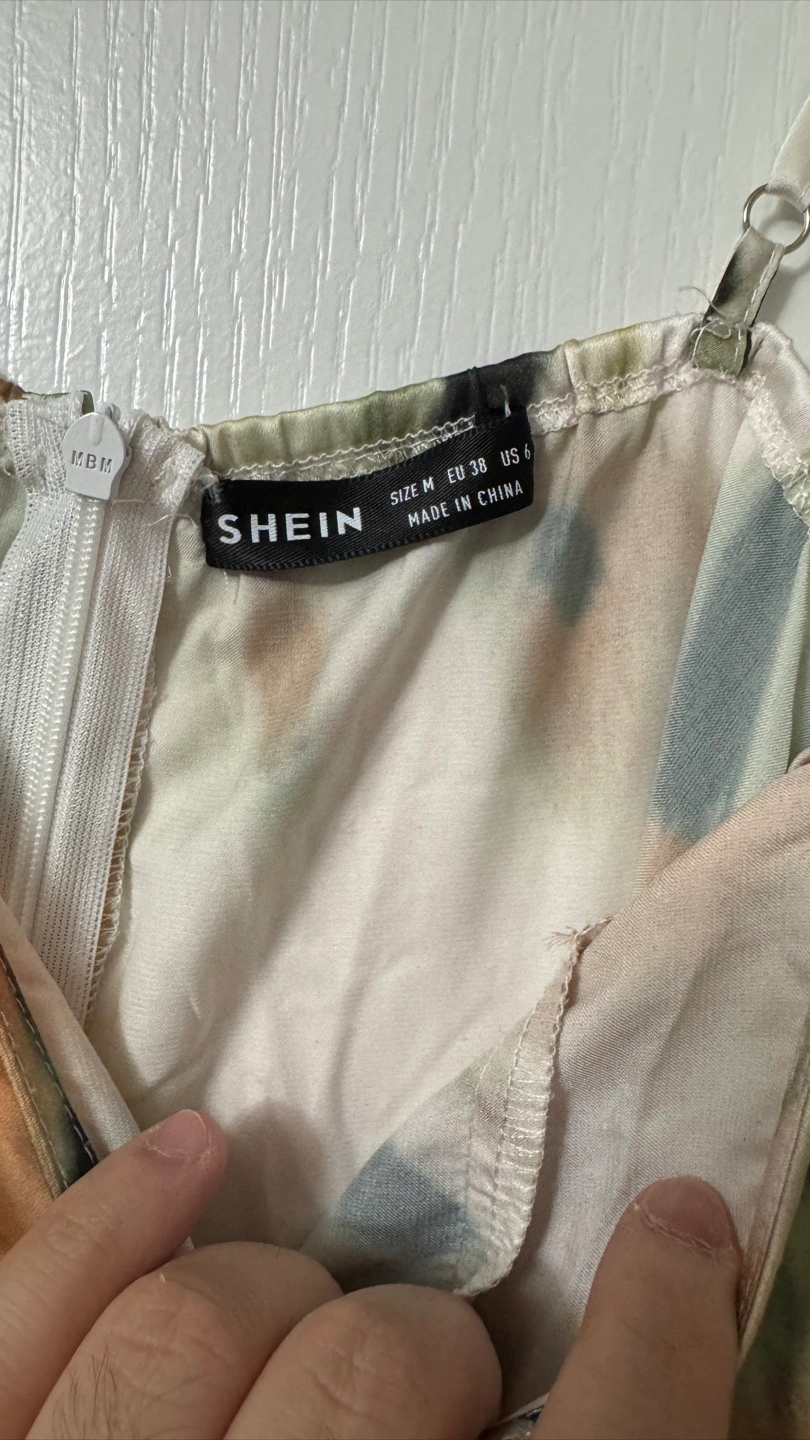 MBM
SHEIN
SIZE M EU 38 US 6
MADE IN CHINA